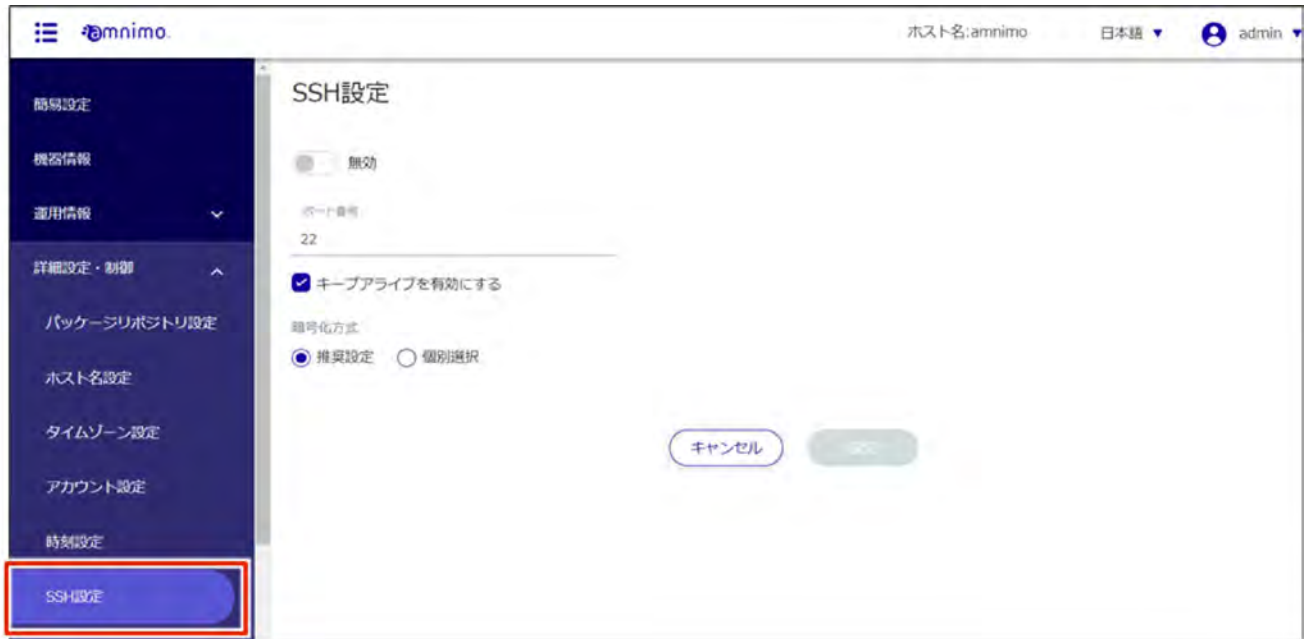 amnimo.
ホスト名:amnimo
日本語 ▼
admin ▼
簡易設定
機器情報
運用情報
詳細設定・制御
パッケージリポジトリ設定
ホスト名設定
タイムゾーン設定
アカウント設定
時刻設定
SSH設定
SSH設定
無効
ポート番号
22
キープアライブを有効にする
暗号化方式
推奨設定
個別選択
キャンセル